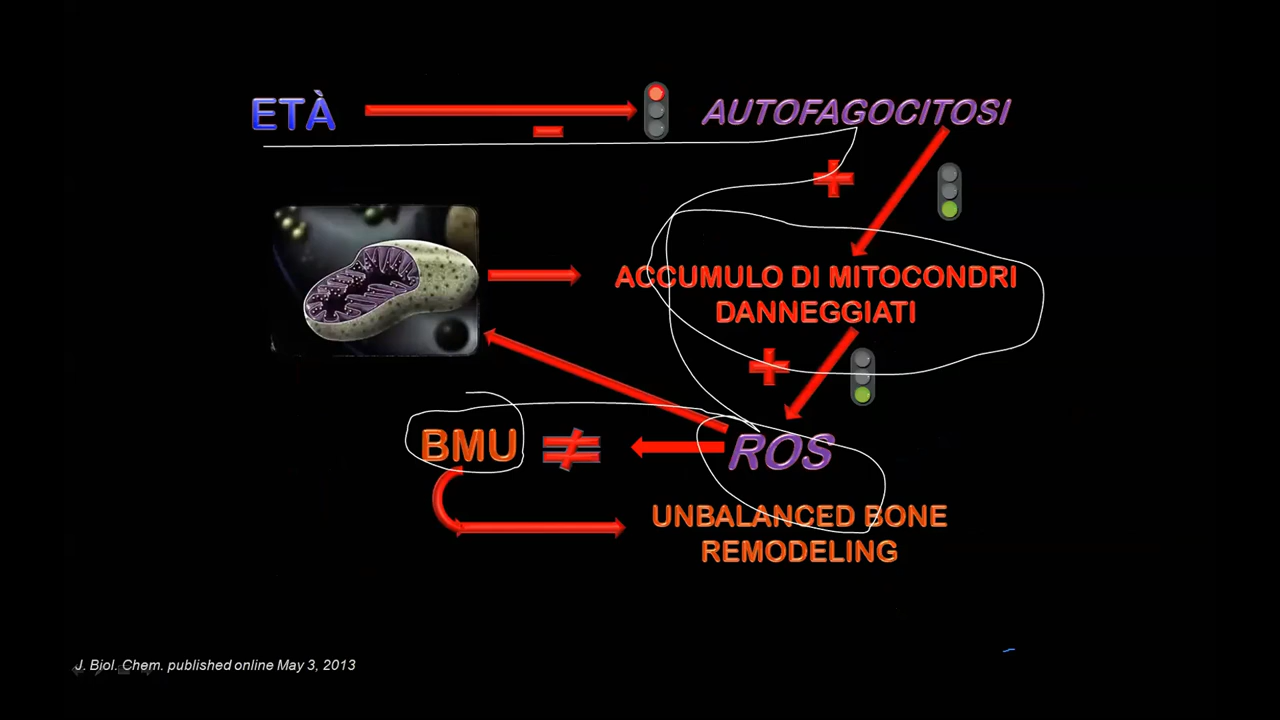 ETÀ
AUTOFAGOCITOSI
ACCUMULO DI MITOCONDRI
DANNEGGIATI
BMU
≠
ROS
UNBALANCED BONE
REMODELING
J. Biol. Chem. published online May 3, 2013